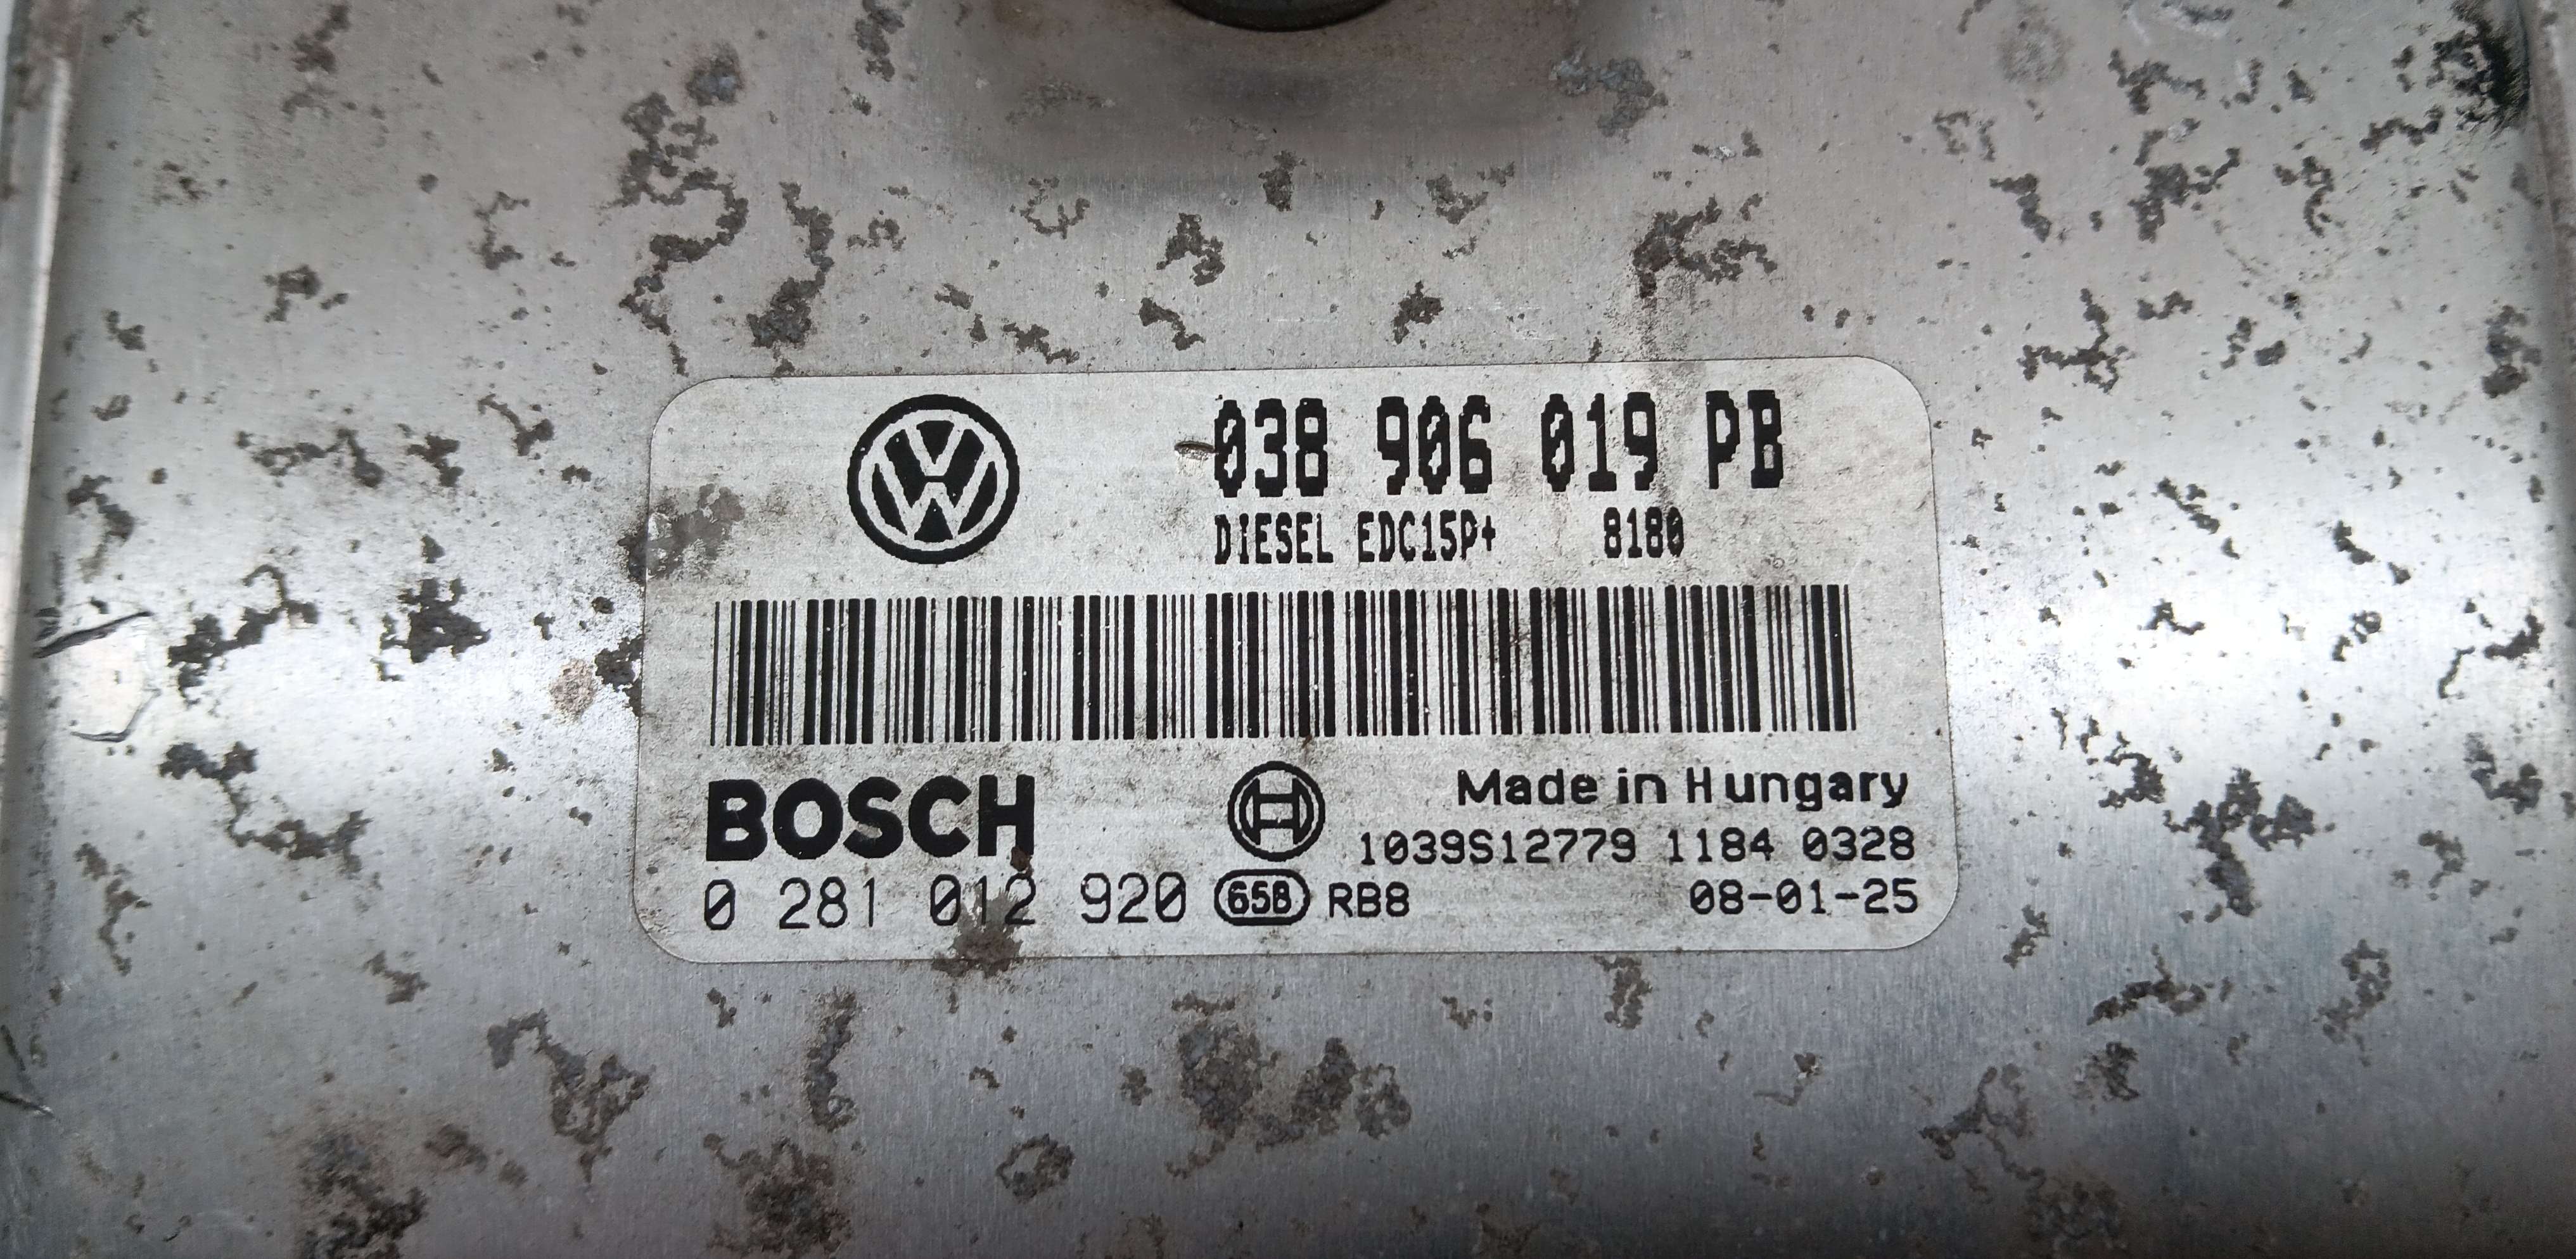 038 906 019 PB
DIESEL EDC15P+ 8180
BOSCH
Made in Hungary
1039S12779 1184 0328
0 281 012 920 65B RB8 08-01-25